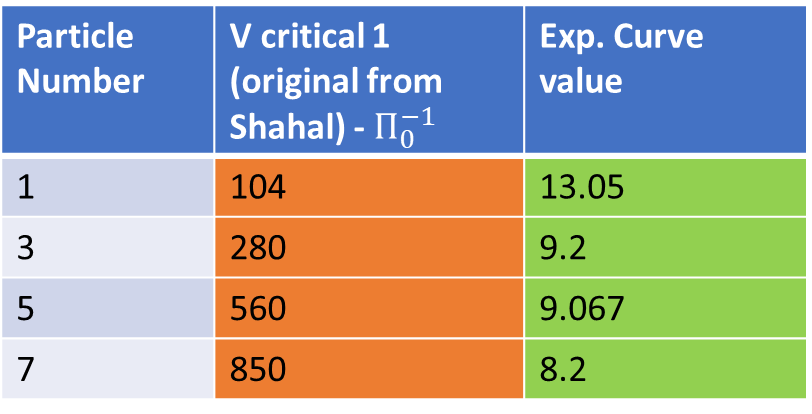 Particle Number
V critical 1 (original from Shahal) - Π₀⁻¹
Exp. Curve value
1 104 13.05
3 280 9.2
5 560 9.067
7 850 8.2